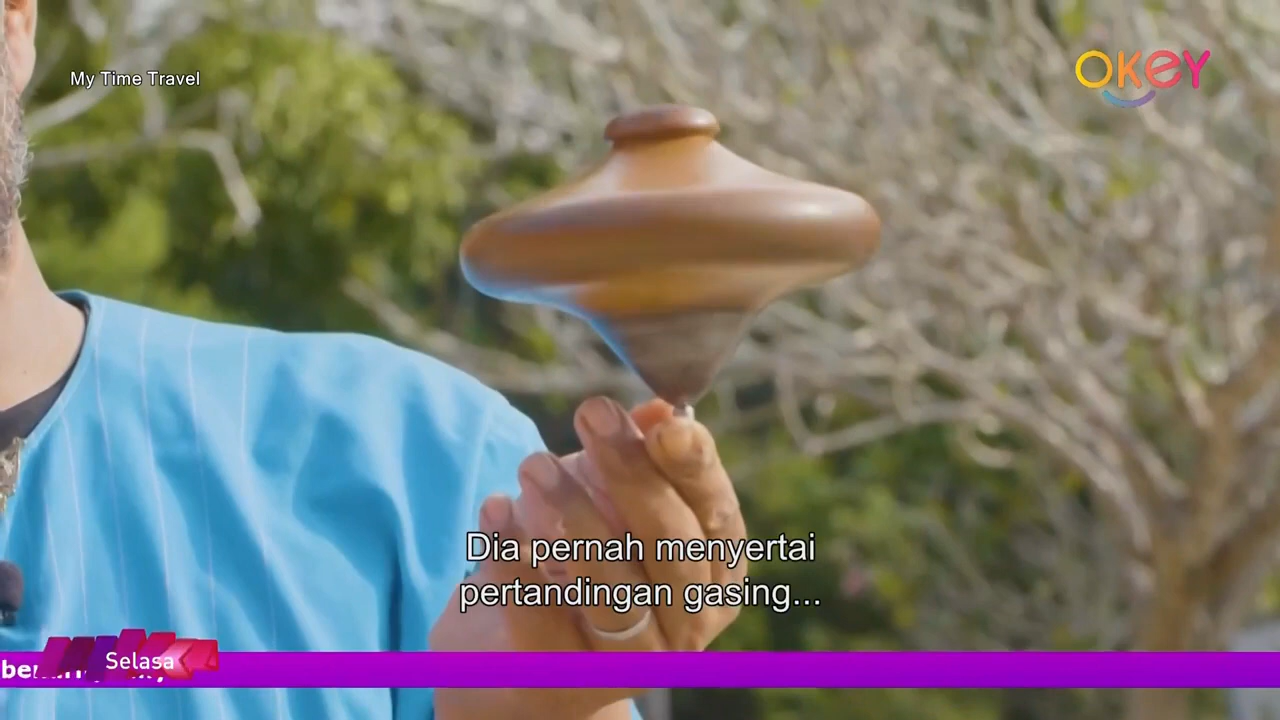 My Time Travel
OKEY
Dia pernah menyertai
pertandingan gasing...
Selasa